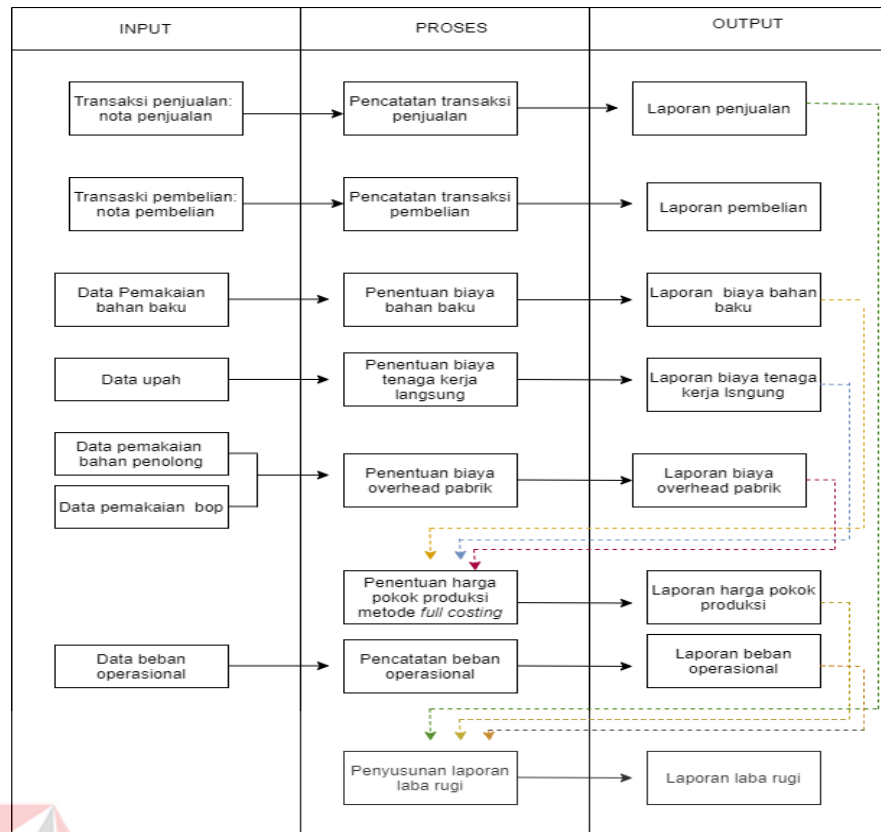 INPUT
PROSES
OUTPUT
Transaksi penjualan:
nota penjualan
Pencatatan transaksi
penjualan
Laporan penjualan
Transaski pembelian:
nota pembelian
Pencatatan transaksi
pembelian
Laporan pembelian
Data Pemakaian
bahan baku
Penentuan biaya
bahan baku
Laporan biaya bahan
baku
Data upah
Penentuan biaya
tenaga kerja
langsung
Laporan biaya tenaga
kerja lsngung
Data pemakaian
bahan penolong
Data pemakaian bop
Penentuan biaya
overhead pabrik
Laporan biaya
overhead pabrik
Penentuan harga
pokok produksi
metode full costing
Laporan harga pokok
produksi
Data beban
operasional
Pencatatan beban
operasional
Laporan beban
operasional
Penyusunan laporan
laba rugi
Laporan laba rugi